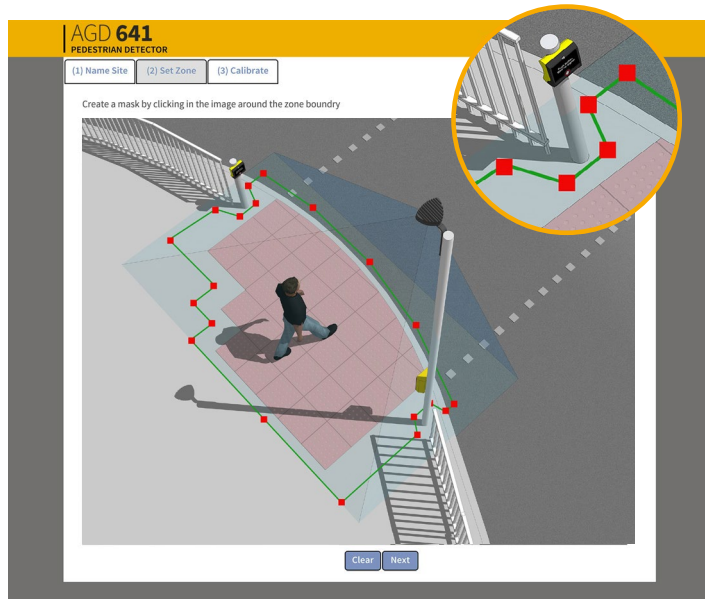 AGD 641
PEDESTRIAN DETECTOR
(1) Name Site
(2) Set Zone
(3) Calibrate
Create a mask by clicking in the image around the zone boundry
Clear
Next